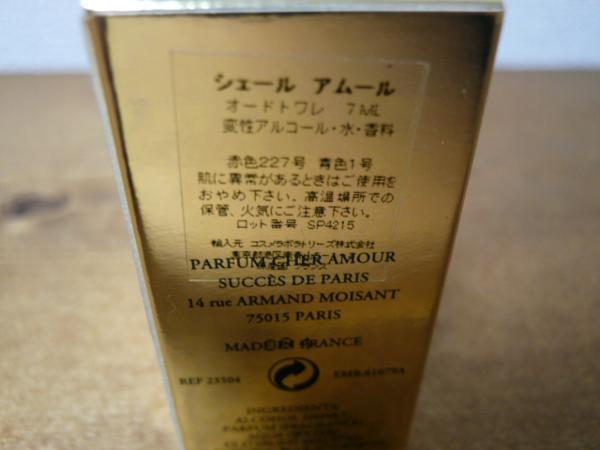 シェール アムール
オードトワレ 7ML
変性アルコール・水・香料
赤色227号 青色1号
肌に異常があるときはご使用を
おやめ下さい。高温場所での
保管、火気にご注意下さい。
ロット番号 SP4215
輸入元 コスメラボラトリーズ株式会社
PARFUM CHER AMOUR
SUCCÈS DE PARIS
14 rue ARMAND MOISANT
75015 PARIS
MADE IN FRANCE
REF 23504
EMB-61079A
INGREDIENTS
ALCOHOL DENAT.